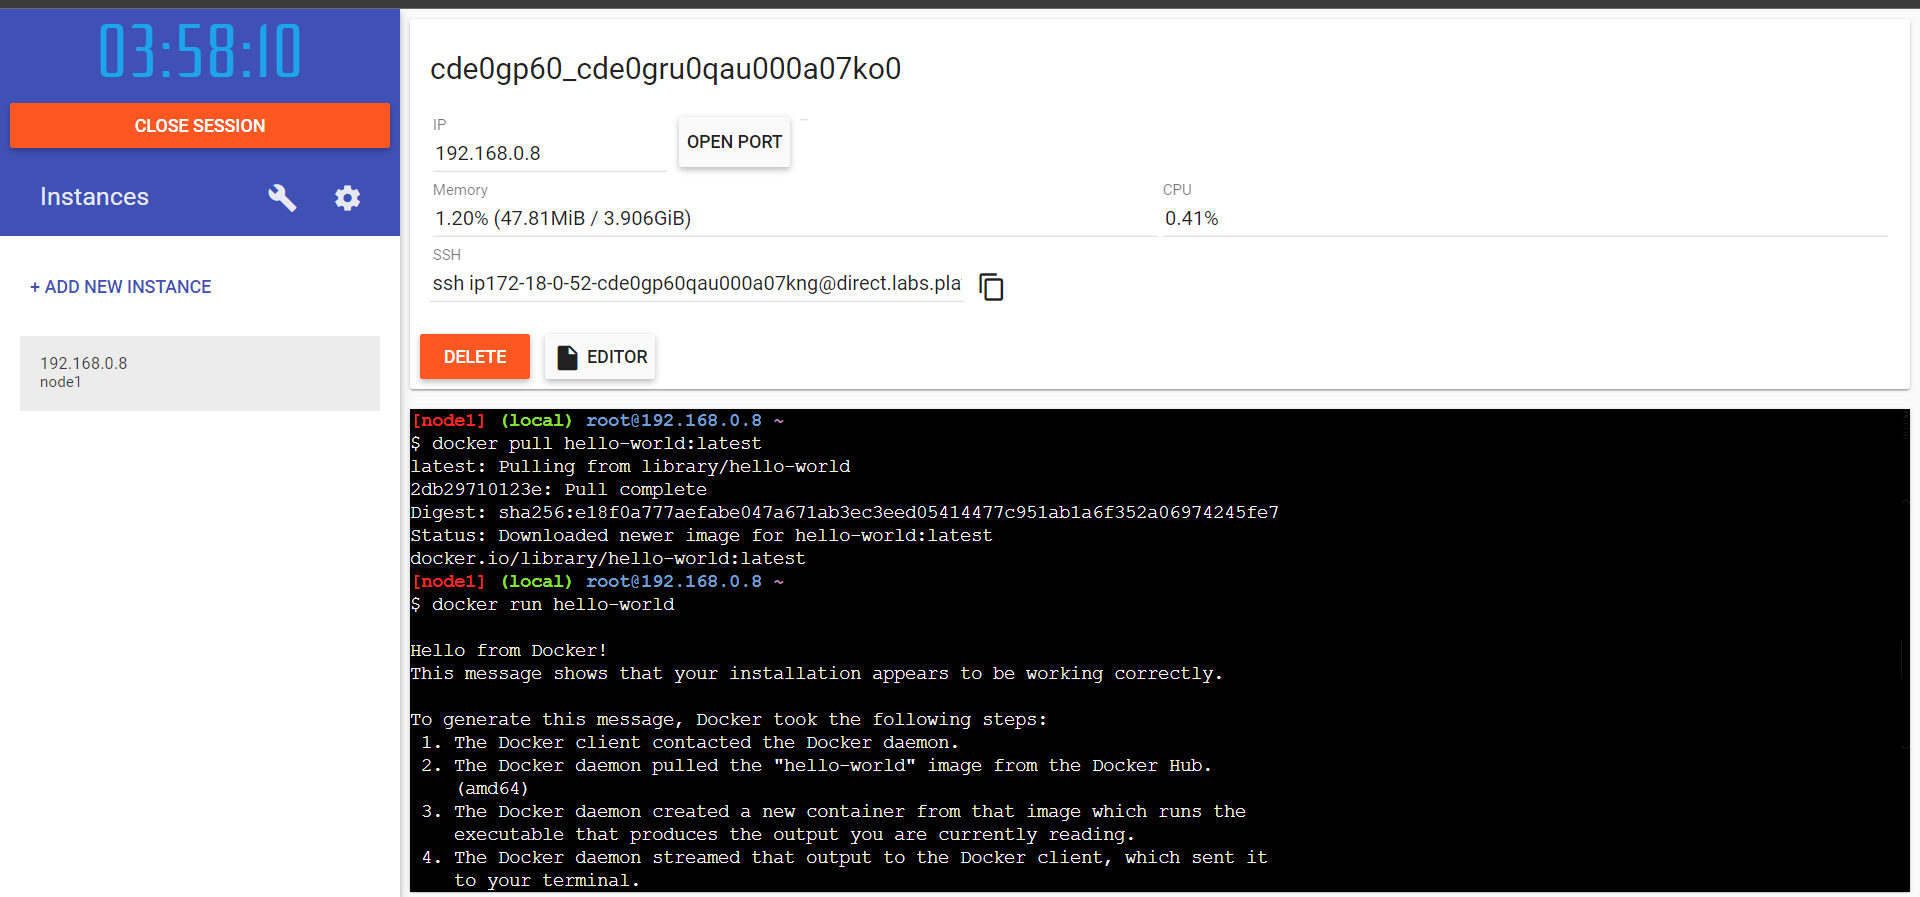 03:58:10
CLOSE SESSION
Instances
+ ADD NEW INSTANCE
192.168.0.8
node1
cde0gp60_cde0gru0qau000a07ko0
IP
192.168.0.8
OPEN PORT
Memory
1.20% (47.81MiB / 3.906GiB)
CPU
0.41%
SSH
ssh ip172-18-0-52-cde0gp60qau000a07kng@direct.labs.pla
DELETE
EDITOR
[node1] (local) root@192.168.0.8 ~
$ docker pull hello-world:latest
latest: Pulling from library/hello-world
2db29710123e: Pull complete
Digest: sha256:e18f0a777aefabe047a671ab3ec3eed05414477c951ab1a6f352a06974245fe7
Status: Downloaded newer image for hello-world:latest
docker.io/library/hello-world:latest
[node1] (local) root@192.168.0.8 ~
$ docker run hello-world
Hello from Docker!
This message shows that your installation appears to be working correctly.
To generate this message, Docker took the following steps:
1. The Docker client contacted the Docker daemon.
2. The Docker daemon pulled the "hello-world" image from the Docker Hub.
(amd64)
3. The Docker daemon created a new container from that image which runs the
executable that produces the output you are currently reading.
4. The Docker daemon streamed that output to the Docker client, which sent it
to your terminal.